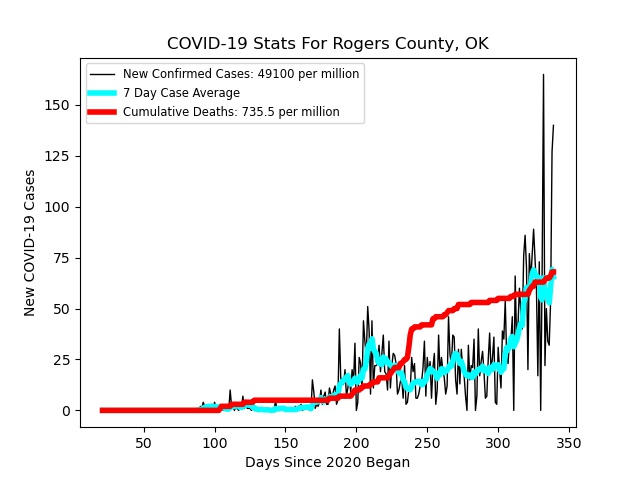 COVID-19 Stats For Rogers County, OK
New Confirmed Cases: 49100 per million
7 Day Case Average
Cumulative Deaths: 735.5 per million
New COVID-19 Cases
150
125
100
75
50
25
0
50 100 150 200 250 300 350
Days Since 2020 Began